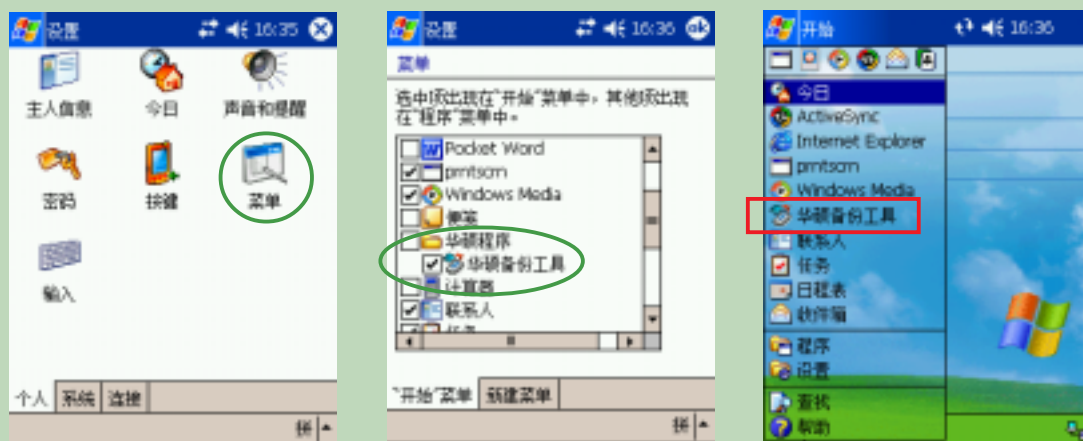 设置 16:35
主人信息 今日 声音和提醒
密码 按键 菜单
输入
个人 系统 连接
拼
设置 16:36 ok
菜单
选中项出现在"开始"菜单中。其他项出现
在"程序"菜单中。
Pocket Word
prntscrn
Windows Media
便笺
华硕程序
华硕备份工具
计算器
联系人
任务
"开始"菜单 新建菜单
拼
开始 16:36
今日
ActiveSync
Internet Explorer
prntscrn
Windows Media
华硕备份工具
联系人
任务
日程表
收件箱
程序
设置
查找
帮助